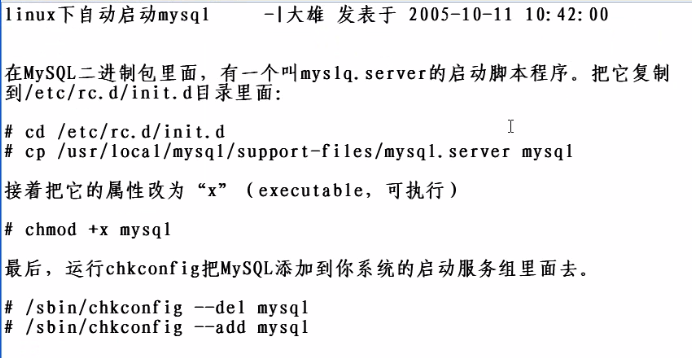 linux下自动启动mysql -|大雄 发表于 2005-10-11 10:42:00
在MySQL二进制包里面，有一个叫myslq.server的启动脚本程序。把它复制
到/etc/rc.d/init.d目录里面：
# cd /etc/rc.d/init.d
# cp /usr/local/mysql/support-files/mysql.server mysql
接着把它的属性改为“x”（executable，可执行）
# chmod +x mysql
最后，运行chkconfig把MySQL添加到你系统的启动服务组里面去。
# /sbin/chkconfig --del mysql
# /sbin/chkconfig --add mysql